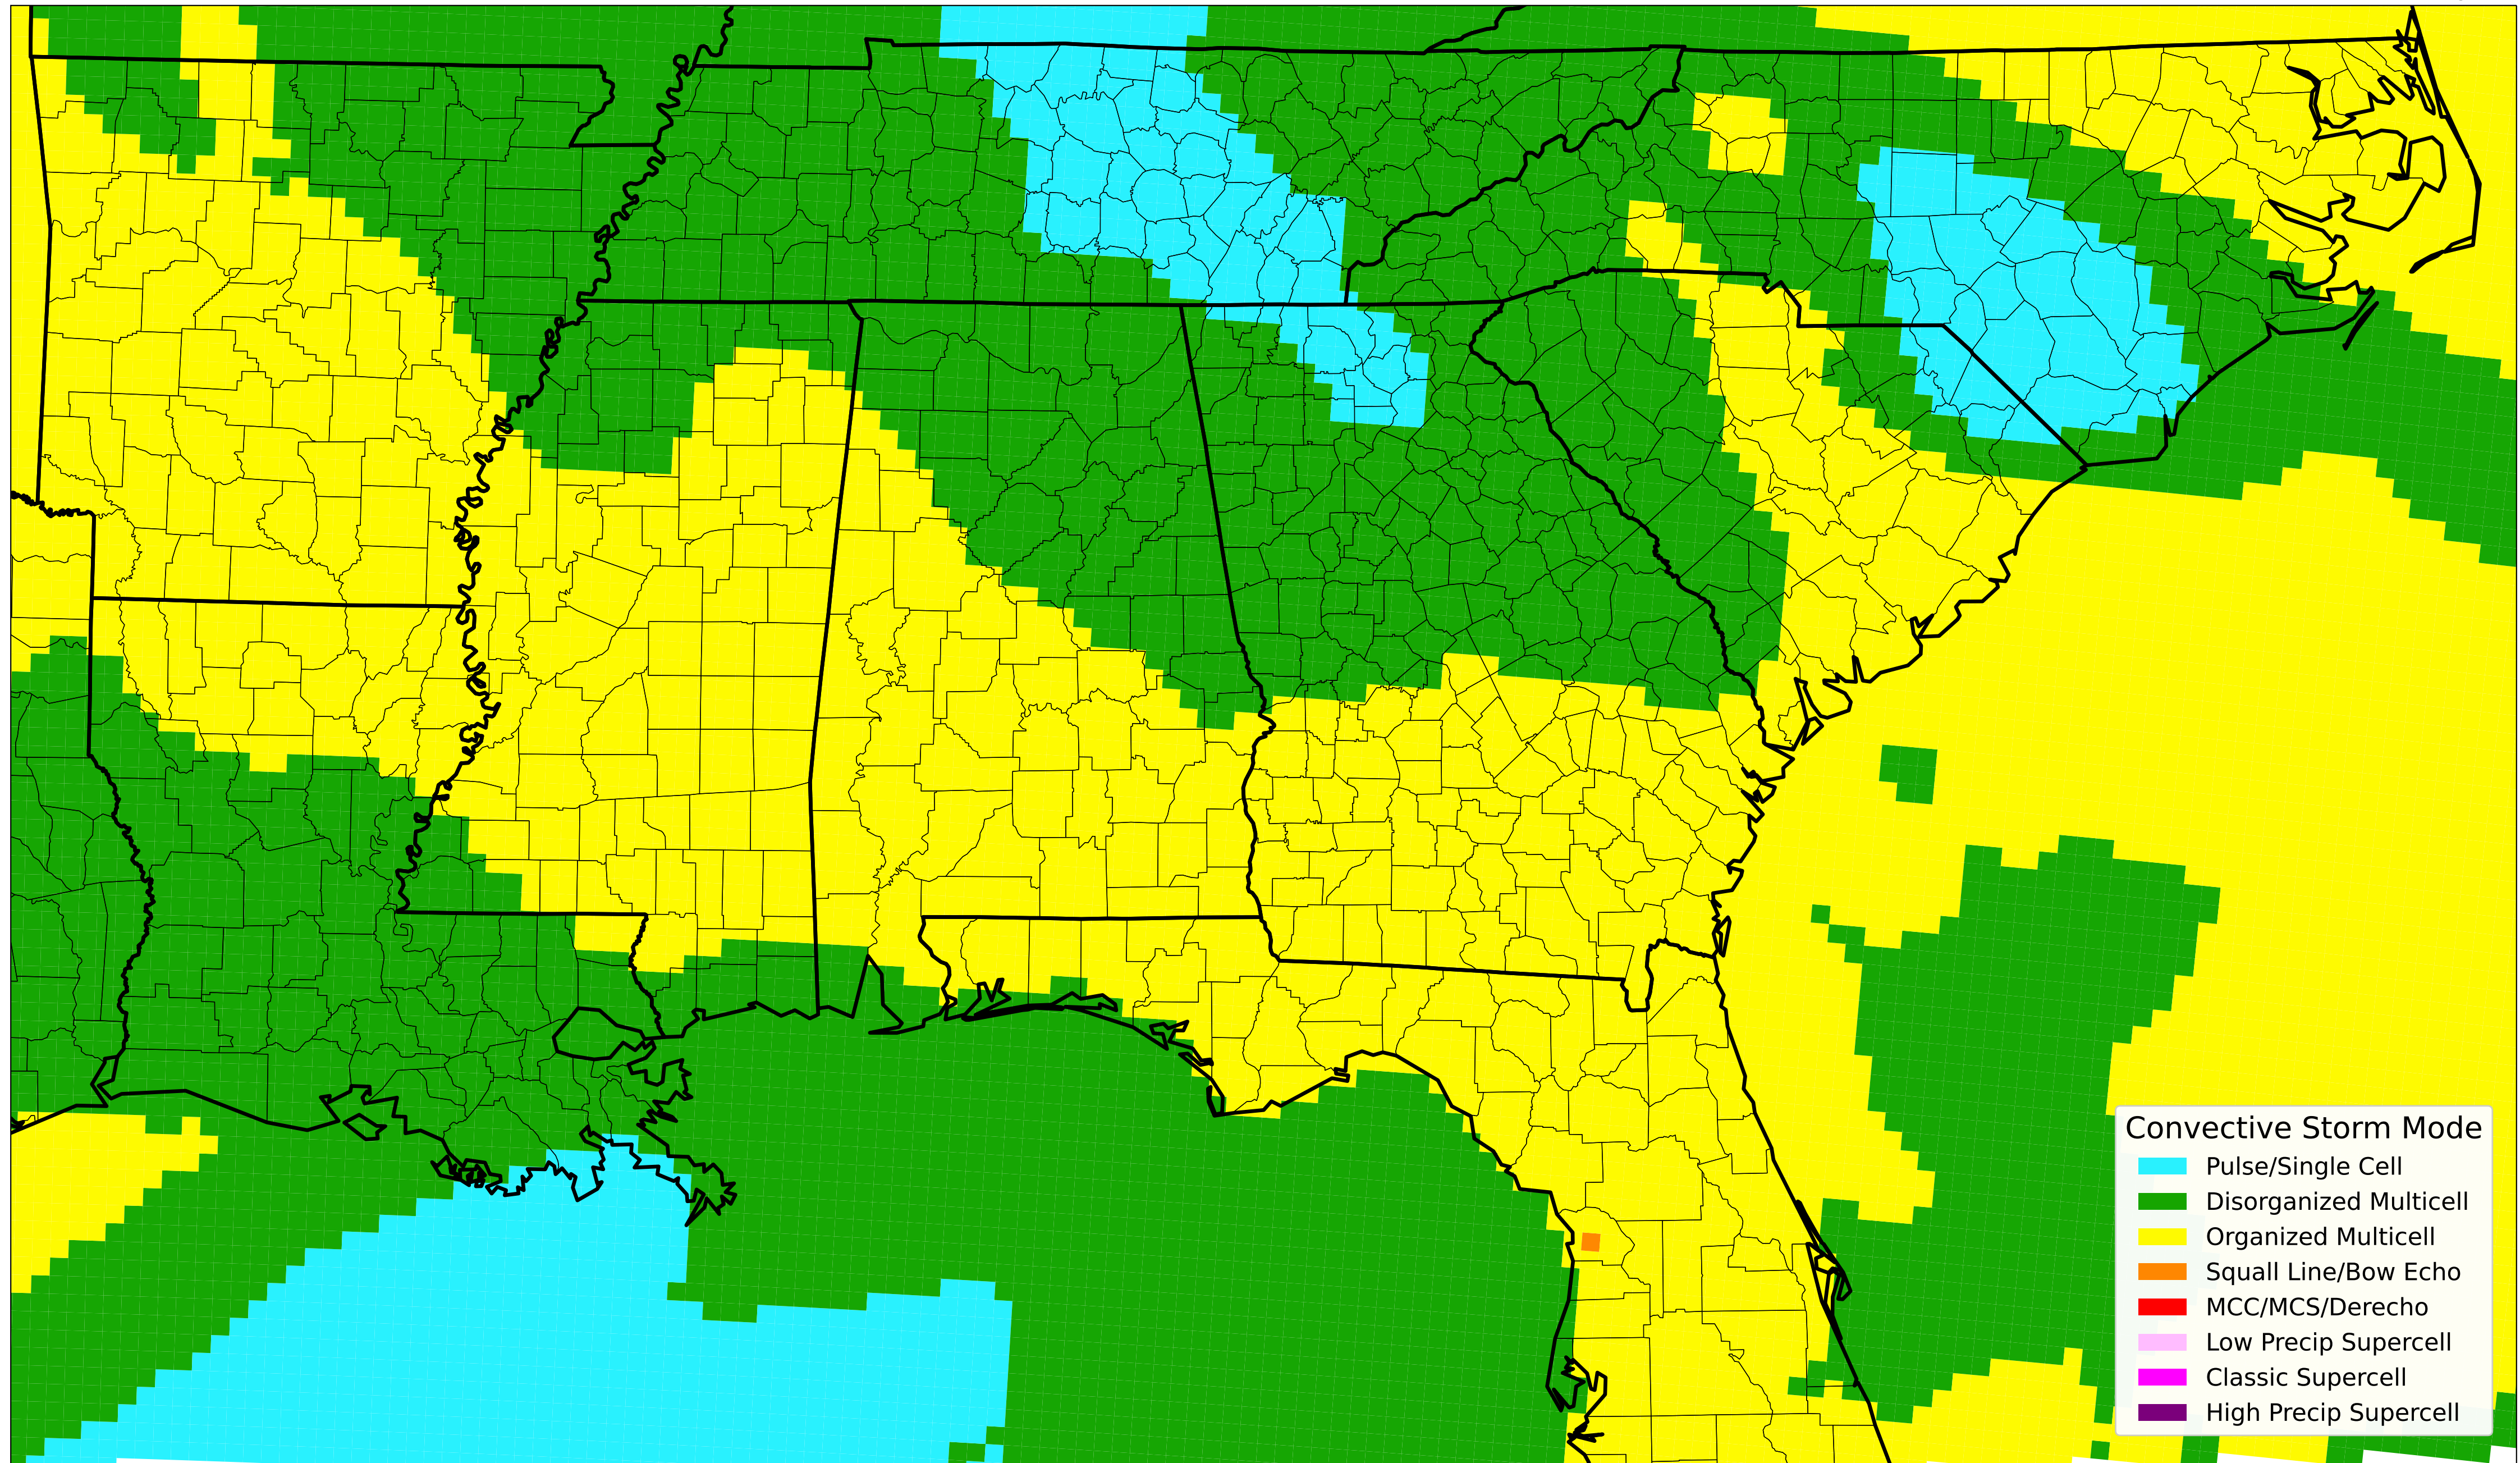 Convective Storm Mode
Pulse/Single Cell
Disorganized Multicell
Organized Multicell
Squall Line/Bow Echo
MCC/MCS/Derecho
Low Precip Supercell
Classic Supercell
High Precip Supercell